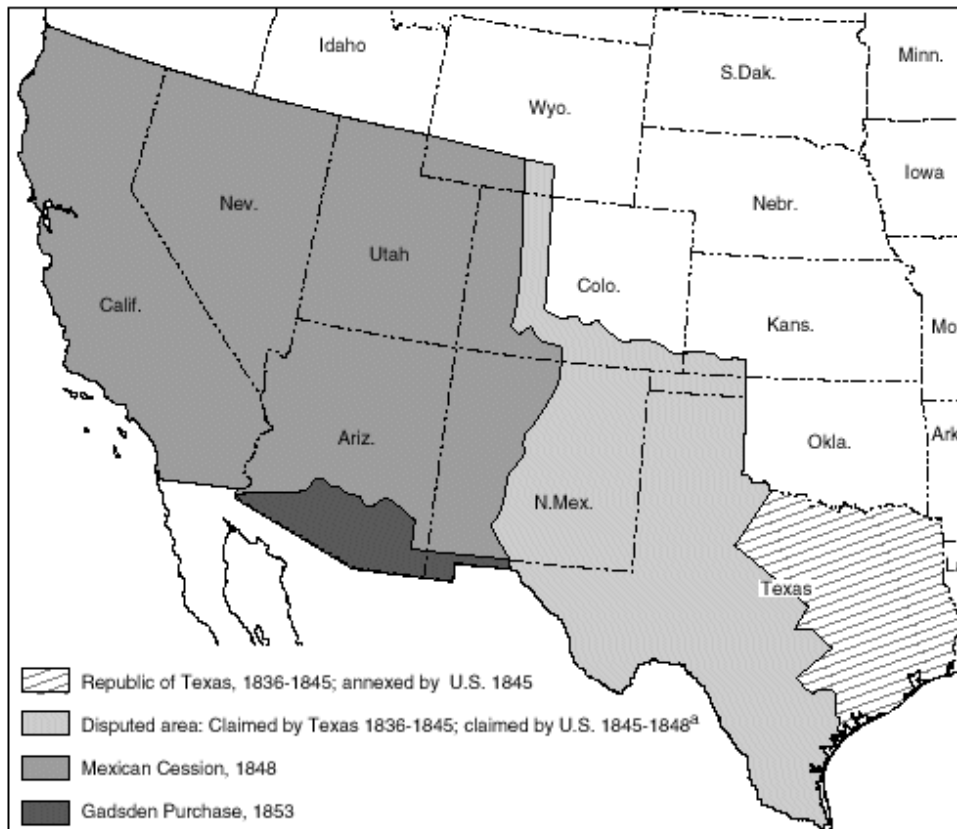 Idaho
Minn.
S.Dak.
Wyo.
Iowa
Nev.
Nebr.
Utah
Calif.
Colo.
Kans.
Mo
Ariz.
Okla.
Ark
N.Mex.
La
Texas
Republic of Texas, 1836-1845; annexed by U.S. 1845
Disputed area: Claimed by Texas 1836-1845; claimed by U.S. 1845-1848ª
Mexican Cession, 1848
Gadsden Purchase, 1853